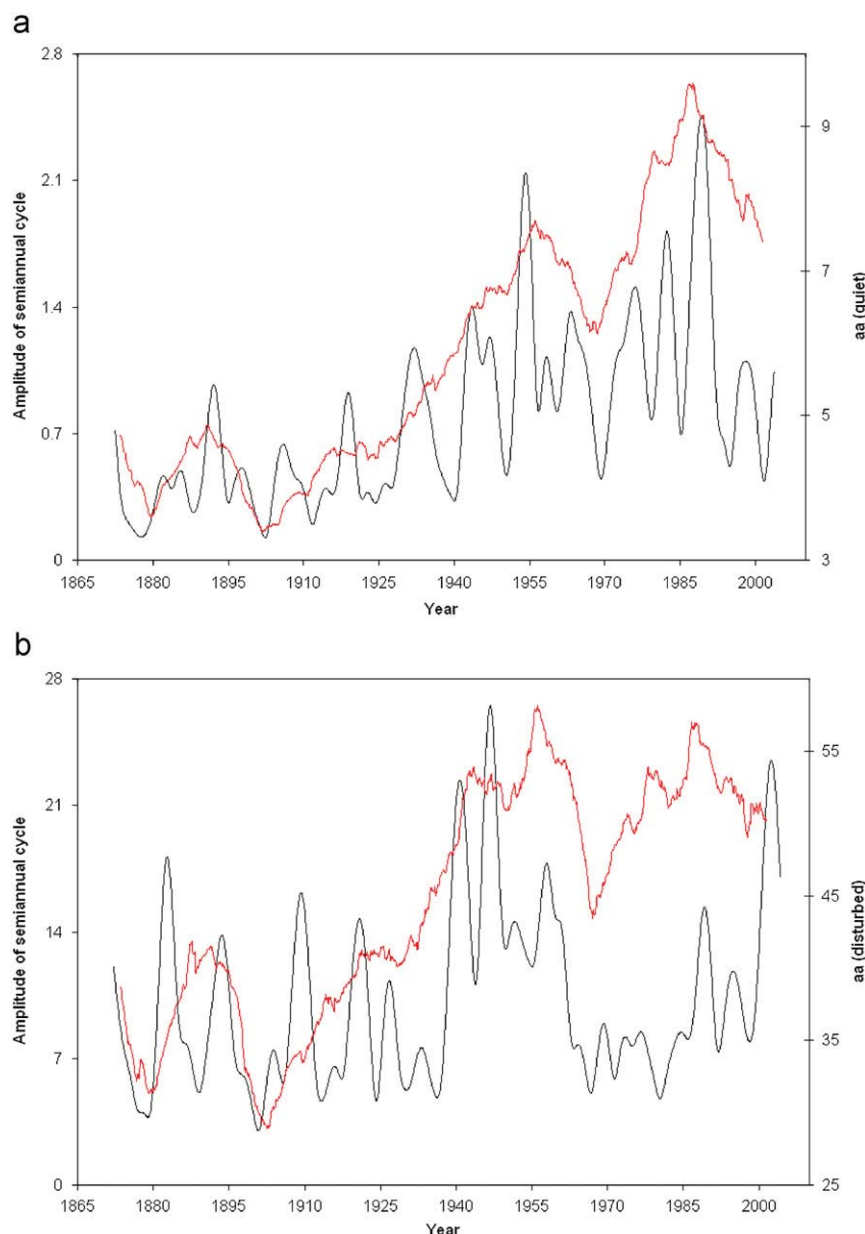 a
2.8
2.1
1.4
0.7
0
Amplitude of semiannual cycle
9
7
5
3
aa (quiet)
1865 1880 1895 1910 1925 1940 1955 1970 1985 2000
Year
b
28
21
14
7
0
Amplitude of semiannual cycle
55
45
35
25
aa (disturbed)
1865 1880 1895 1910 1925 1940 1955 1970 1985 2000
Year